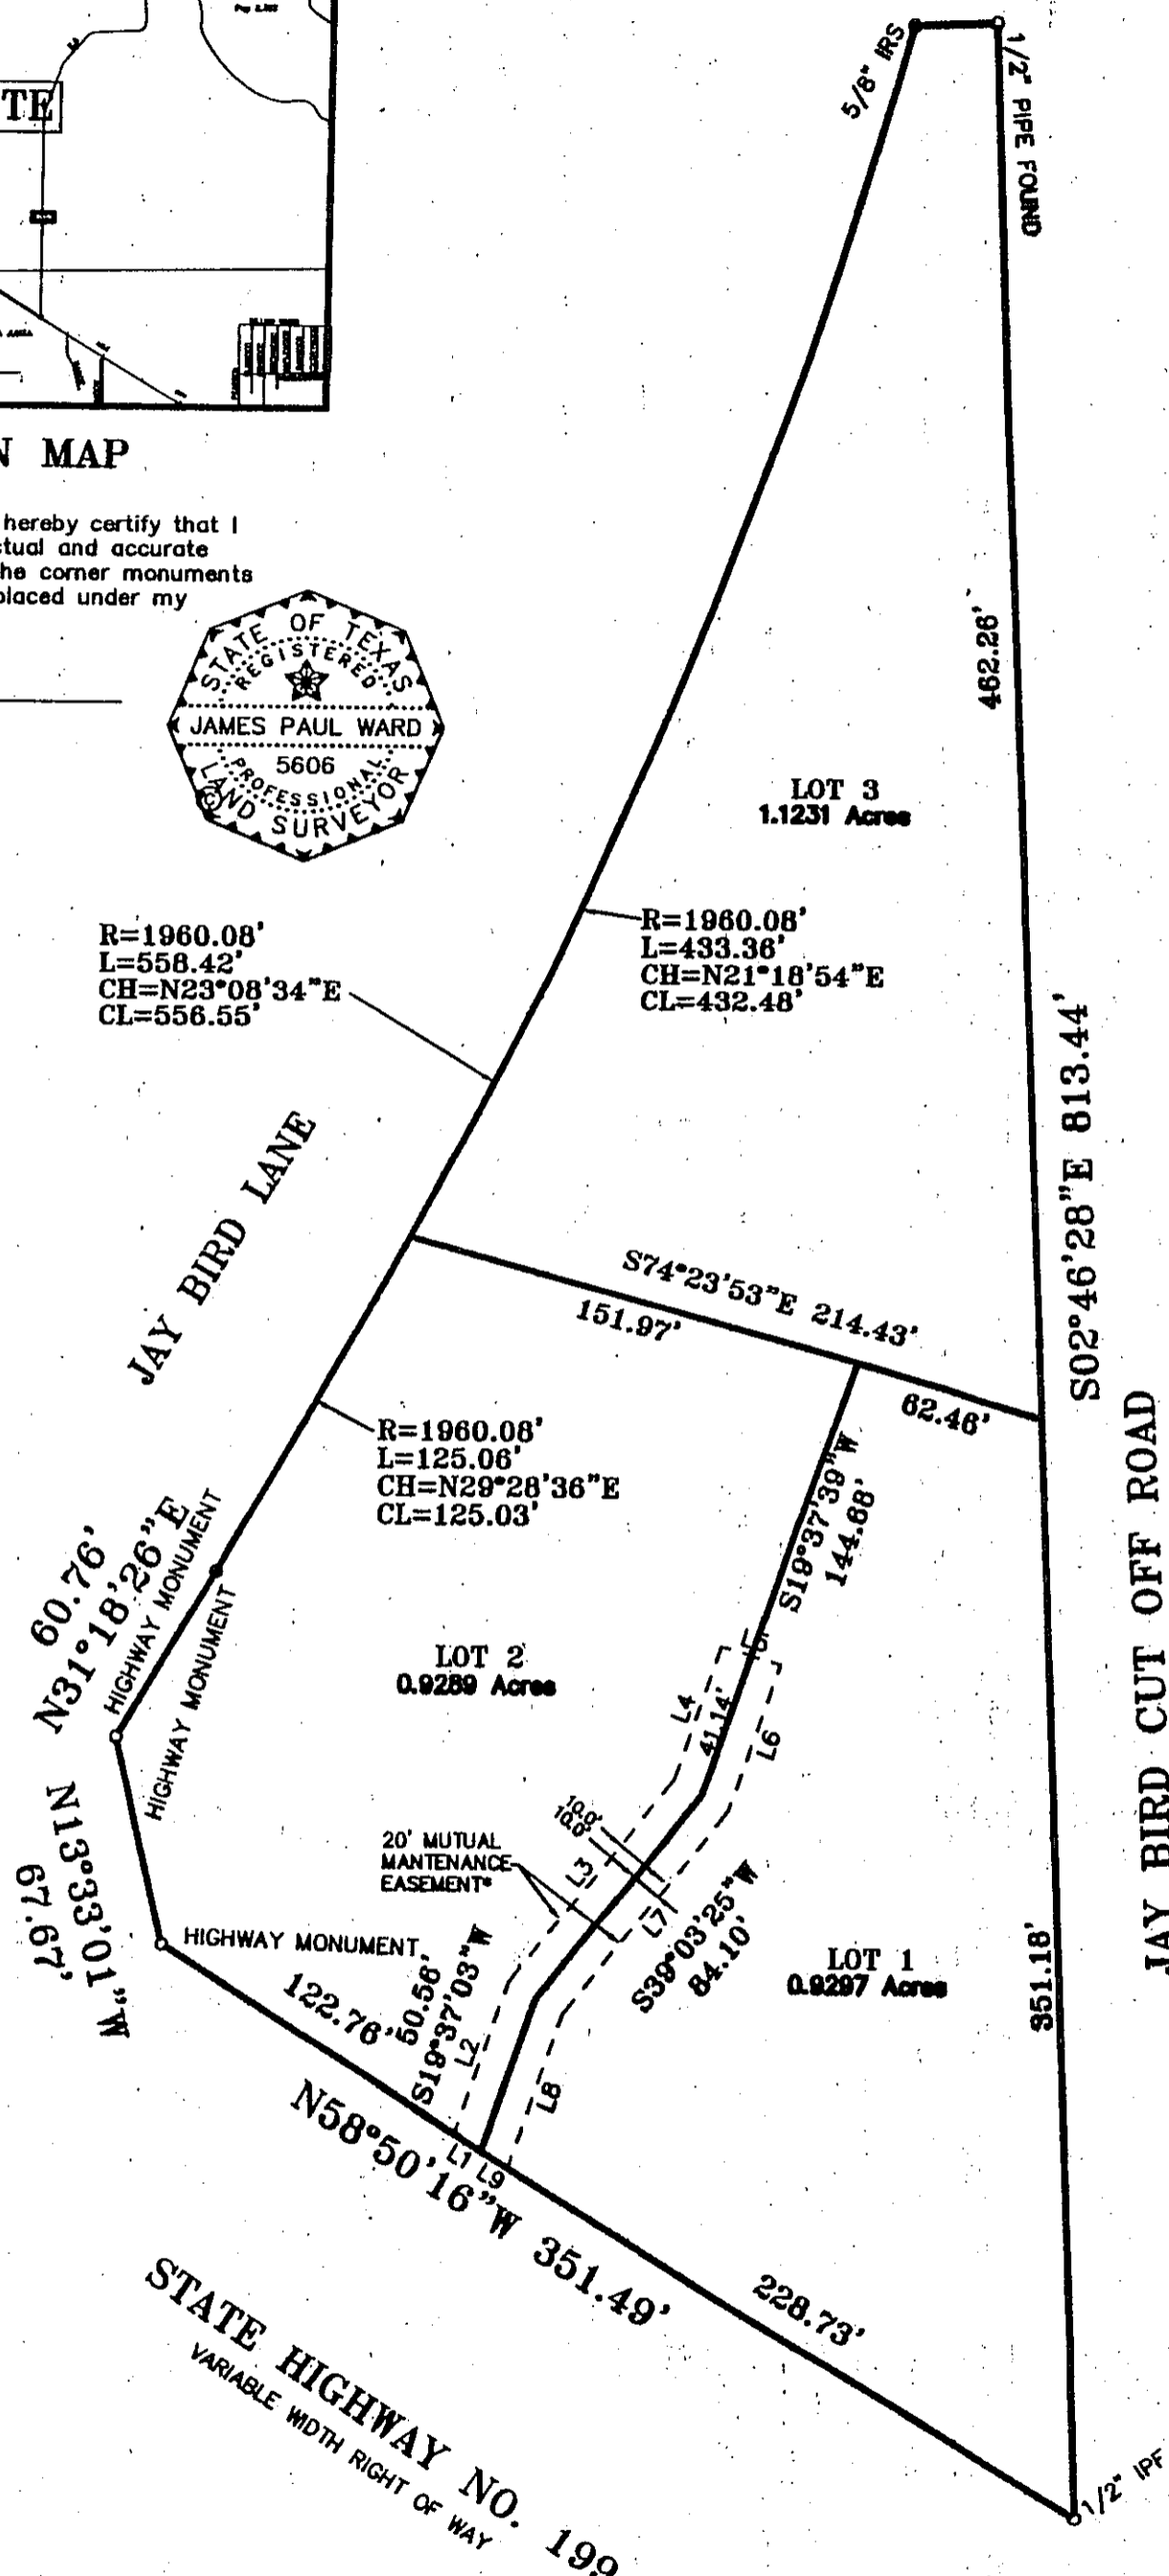 TE
N MAP
hereby certify that I
ctual and accurate
he corner monuments
placed under my
STATE OF TEXAS
REGISTERED
JAMES PAUL WARD
5606
PROFESSIONAL
LAND SURVEYOR
5/8" IRS
1/2" PIPE FOUND
462.26'
LOT 3
1.1231 Acres
R=1960.08'
L=558.42'
CH=N23°08'34"E
CL=556.55'
R=1960.08'
L=433.36'
CH=N21°18'54"E
CL=432.48'
S02°46'28"E 813.44'
JAY BIRD LANE
S74°23'53"E 214.43'
151.97'
62.46'
R=1960.08'
L=125.06'
CH=N29°28'36"E
CL=125.03'
S19°37'39"W
144.88'
JAY BIRD CUT OFF ROAD
60.76'
N31°18'26"E
HIGHWAY MONUMENT
HIGHWAY MONUMENT
LOT 2
0.9289 Acres
L4
41.14'
L6
10.0'
10.0'
20' MUTUAL
MANTENANCE
EASEMENT*
L3
L7
S39°03'25"W
84.10'
N13°33'01"W
67.67'
HIGHWAY MONUMENT
122.76'
50.56'
S19°37'03"W
L2
L8
LOT 1
0.9297 Acres
351.18'
L1 L9
N58°50'16"W 351.49'
228.73'
STATE HIGHWAY NO. 199
VARIABLE WIDTH RIGHT OF WAY
1/2" IPF